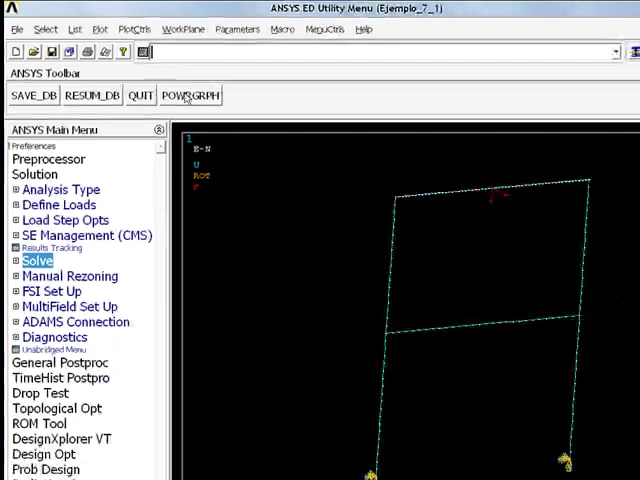 ANSYS ED Utility Menu (Ejemplo_7_1)
File Select List Plot PlotCtrls WorkPlane Parameters Macro MenuCtrls Help
ANSYS Toolbar
SAVE_DB RESUM_DB QUIT POWRGRPH
ANSYS Main Menu
Preferences
Preprocessor
Solution
Analysis Type
Define Loads
Load Step Opts
SE Management (CMS)
Results Tracking
Solve
Manual Rezoning
FSI Set Up
MultiField Set Up
ADAMS Connection
Diagnostics
Unabridged Menu
General Postproc
TimeHist Postpro
Drop Test
Topological Opt
ROM Tool
DesignXplorer VT
Design Opt
Prob Design
1
E-N
U
ROT
F